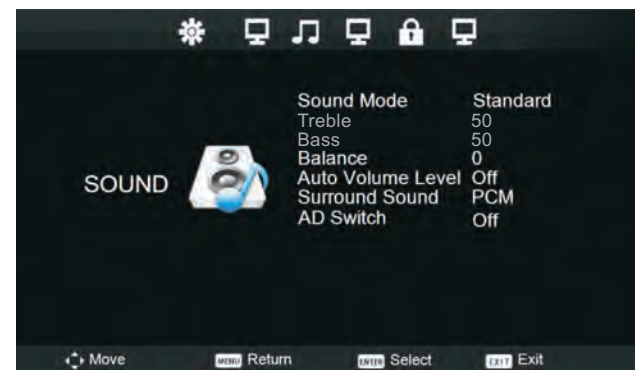 Sound Mode Standard
Treble 50
Bass 50
Balance 0
Auto Volume Level Off
Surround Sound PCM
AD Switch Off
SOUND
Move MENU Return ENTER Select EXIT Exit